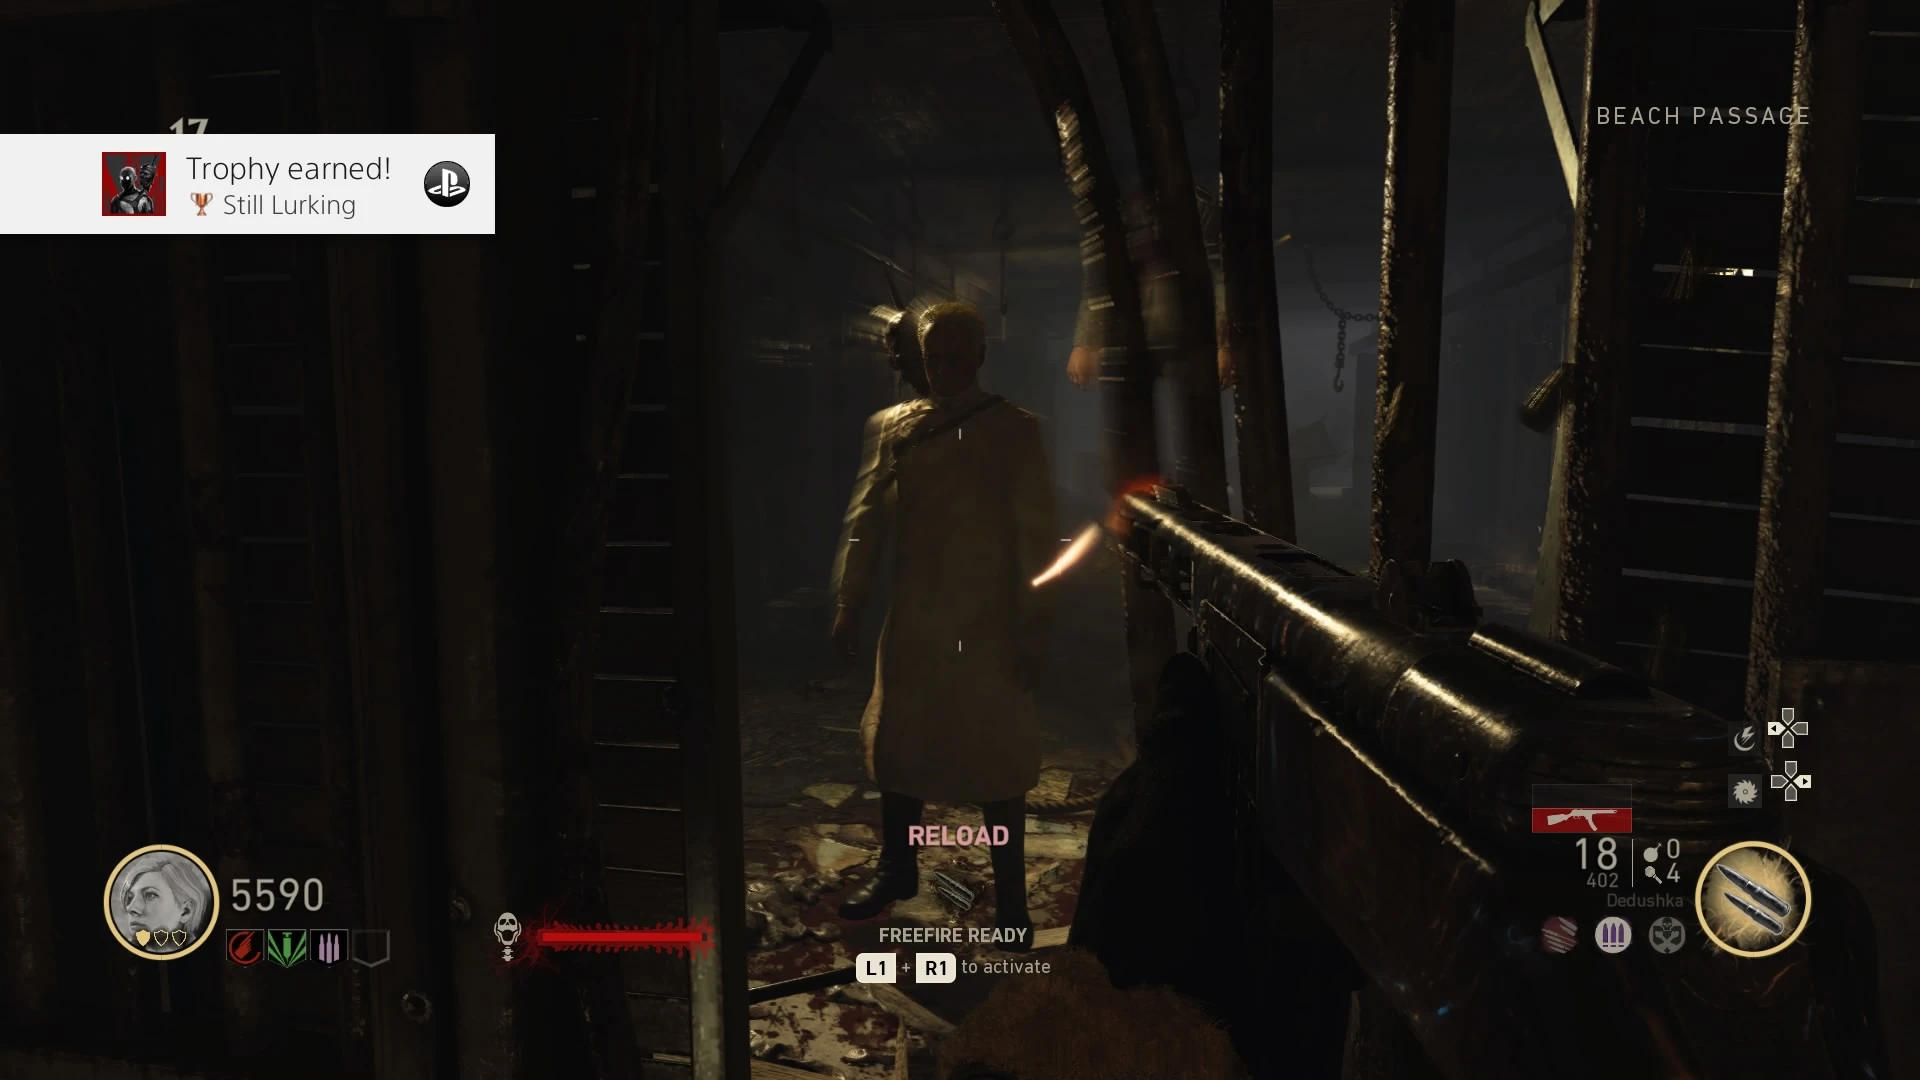 17
Trophy earned!
Still Lurking
BEACH PASSAGE
RELOAD
5590
FREEFIRE READY
L1 + R1 to activate
18
402
0
4
Dedushka